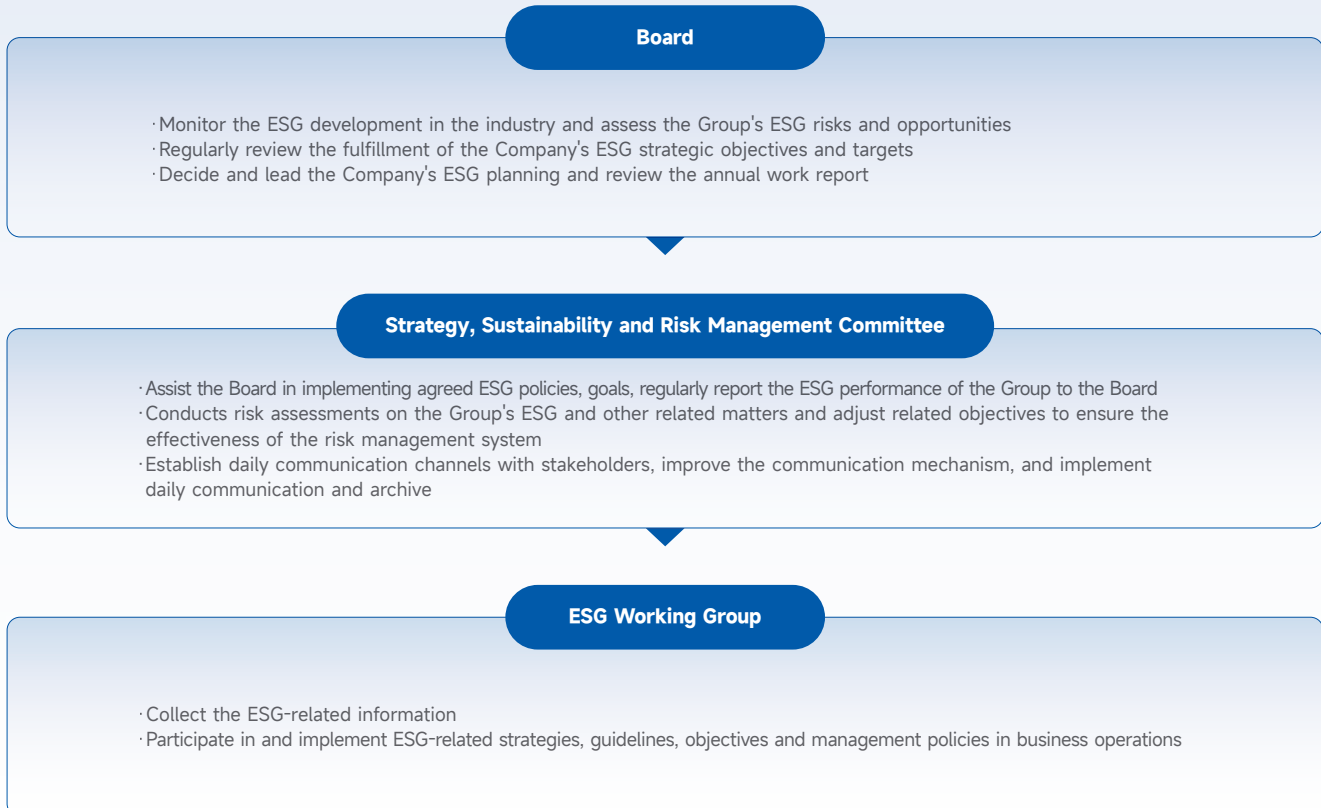 Board
·Monitor the ESG development in the industry and assess the Group's ESG risks and opportunities
·Regularly review the fulfillment of the Company's ESG strategic objectives and targets
·Decide and lead the Company's ESG planning and review the annual work report
Strategy, Sustainability and Risk Management Committee
·Assist the Board in implementing agreed ESG policies, goals, regularly report the ESG performance of the Group to the Board
·Conducts risk assessments on the Group's ESG and other related matters and adjust related objectives to ensure the
effectiveness of the risk management system
·Establish daily communication channels with stakeholders, improve the communication mechanism, and implement
daily communication and archive
ESG Working Group
·Collect the ESG-related information
·Participate in and implement ESG-related strategies, guidelines, objectives and management policies in business operations